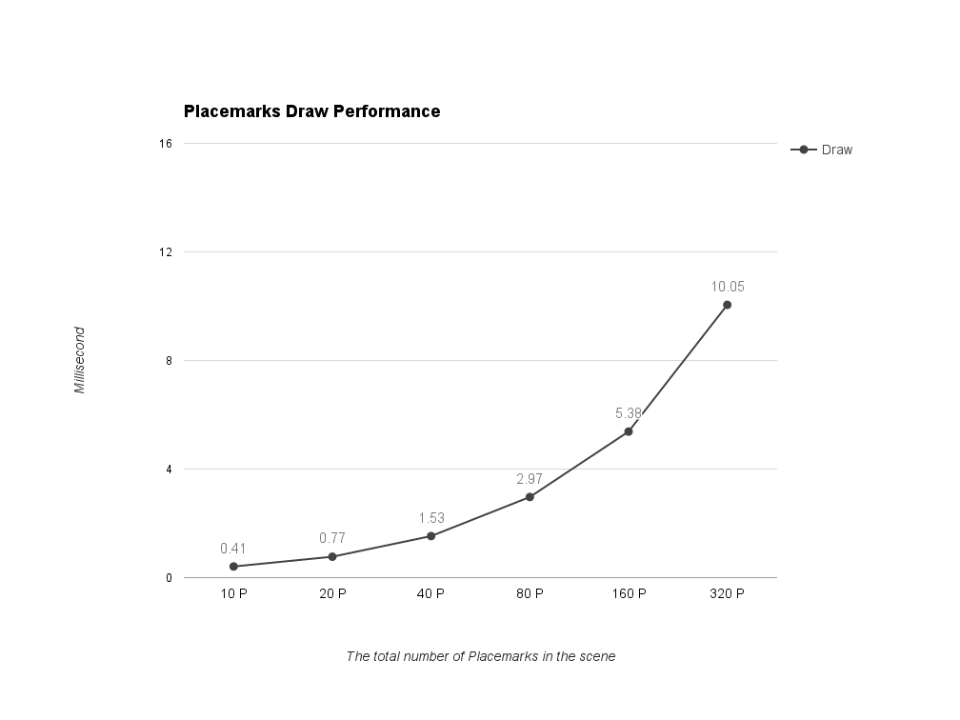 Placemarks Draw Performance
16
Draw
12
10.05
Millisecond
8
5.38
4
2.97
1.53
0.77
0.41
0
10 P 20 P 40 P 80 P 160 P 320 P
The total number of Placemarks in the scene